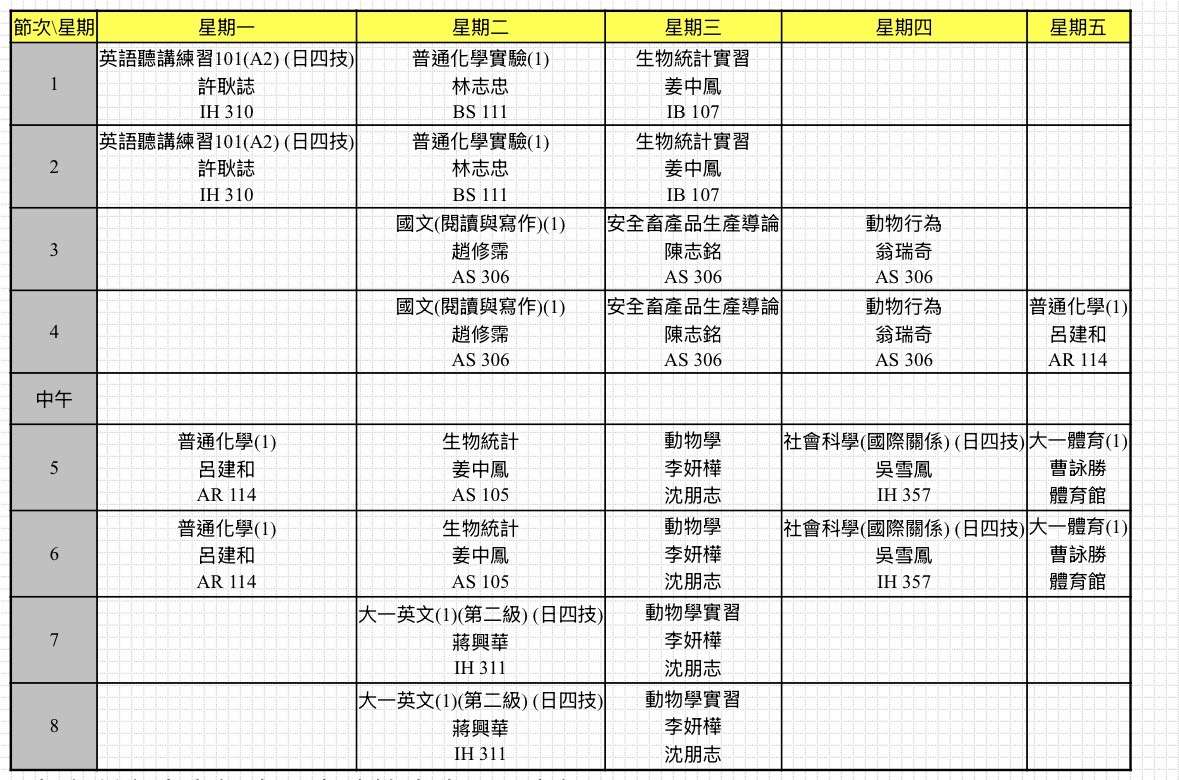 節次\星期 星期一 星期二 星期三 星期四 星期五
1
英語聽講練習101(A2) (日四技)
許耿誌
IH 310
普通化學實驗(1)
林志忠
BS 111
生物統計實習
姜中鳳
IB 107
2
英語聽講練習101(A2) (日四技)
許耿誌
IH 310
普通化學實驗(1)
林志忠
BS 111
生物統計實習
姜中鳳
IB 107
3
國文(閱讀與寫作)(1)
趙修霈
AS 306
安全畜產品生產導論
陳志銘
AS 306
動物行為
翁瑞奇
AS 306
4
國文(閱讀與寫作)(1)
趙修霈
AS 306
安全畜產品生產導論
陳志銘
AS 306
動物行為
翁瑞奇
AS 306
普通化學(1)
呂建和
AR 114
中午
5
普通化學(1)
呂建和
AR 114
生物統計
姜中鳳
AS 105
動物學
李妍樺
沈朋志
社會科學(國際關係) (日四技)
吳雪鳳
IH 357
大一體育(1)
曹詠勝
體育館
6
普通化學(1)
呂建和
AR 114
生物統計
姜中鳳
AS 105
動物學
李妍樺
沈朋志
社會科學(國際關係) (日四技)
吳雪鳳
IH 357
大一體育(1)
曹詠勝
體育館
7
大一英文(1)(第二級) (日四技)
蔣興華
IH 311
動物學實習
李妍樺
沈朋志
8
大一英文(1)(第二級) (日四技)
蔣興華
IH 311
動物學實習
李妍樺
沈朋志